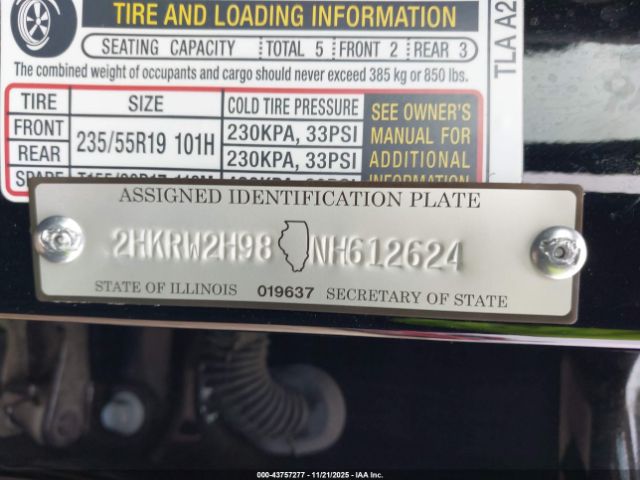 TIRE AND LOADING INFORMATION
SEATING CAPACITY TOTAL 5 FRONT 2 REAR 3
The combined weight of occupants and cargo should never exceed 385 kg or 850 lbs.
TIRE SIZE COLD TIRE PRESSURE
FRONT 235/55R19 101H 230KPA, 33PSI
REAR 230KPA, 33PSI
SPARE
SEE OWNER'S
MANUAL FOR
ADDITIONAL
INFORMATION
TLA A2
ASSIGNED IDENTIFICATION PLATE
2HKRW2H98 NH612624
STATE OF ILLINOIS 019637 SECRETARY OF STATE
000-43757277 - 11/21/2025 - IAA Inc.